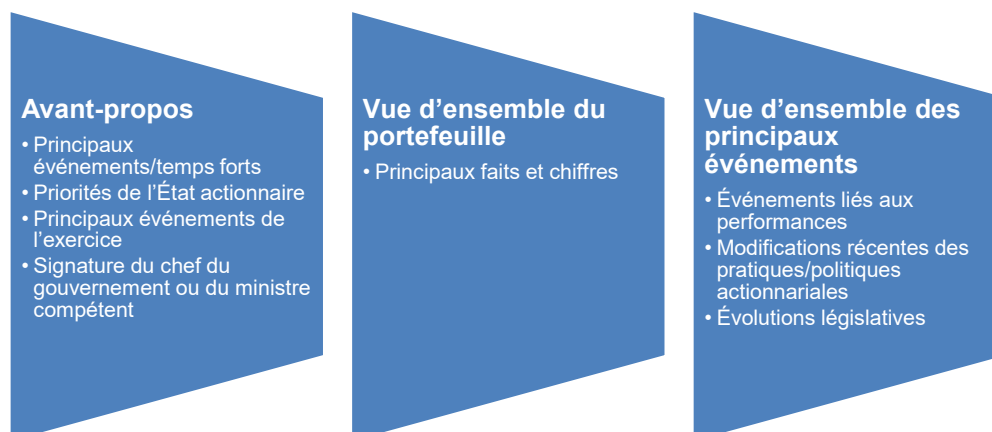 Avant-propos
• Principaux
événements/temps forts
• Priorités de l'État actionnaire
• Principaux événements de
l'exercice
• Signature du chef du
gouvernement ou du ministre
compétent
Vue d'ensemble du
portefeuille
• Principaux faits et chiffres
Vue d'ensemble des
principaux
événements
• Événements liés aux
performances
• Modifications récentes des
pratiques/politiques
actionnariales
• Évolutions législatives